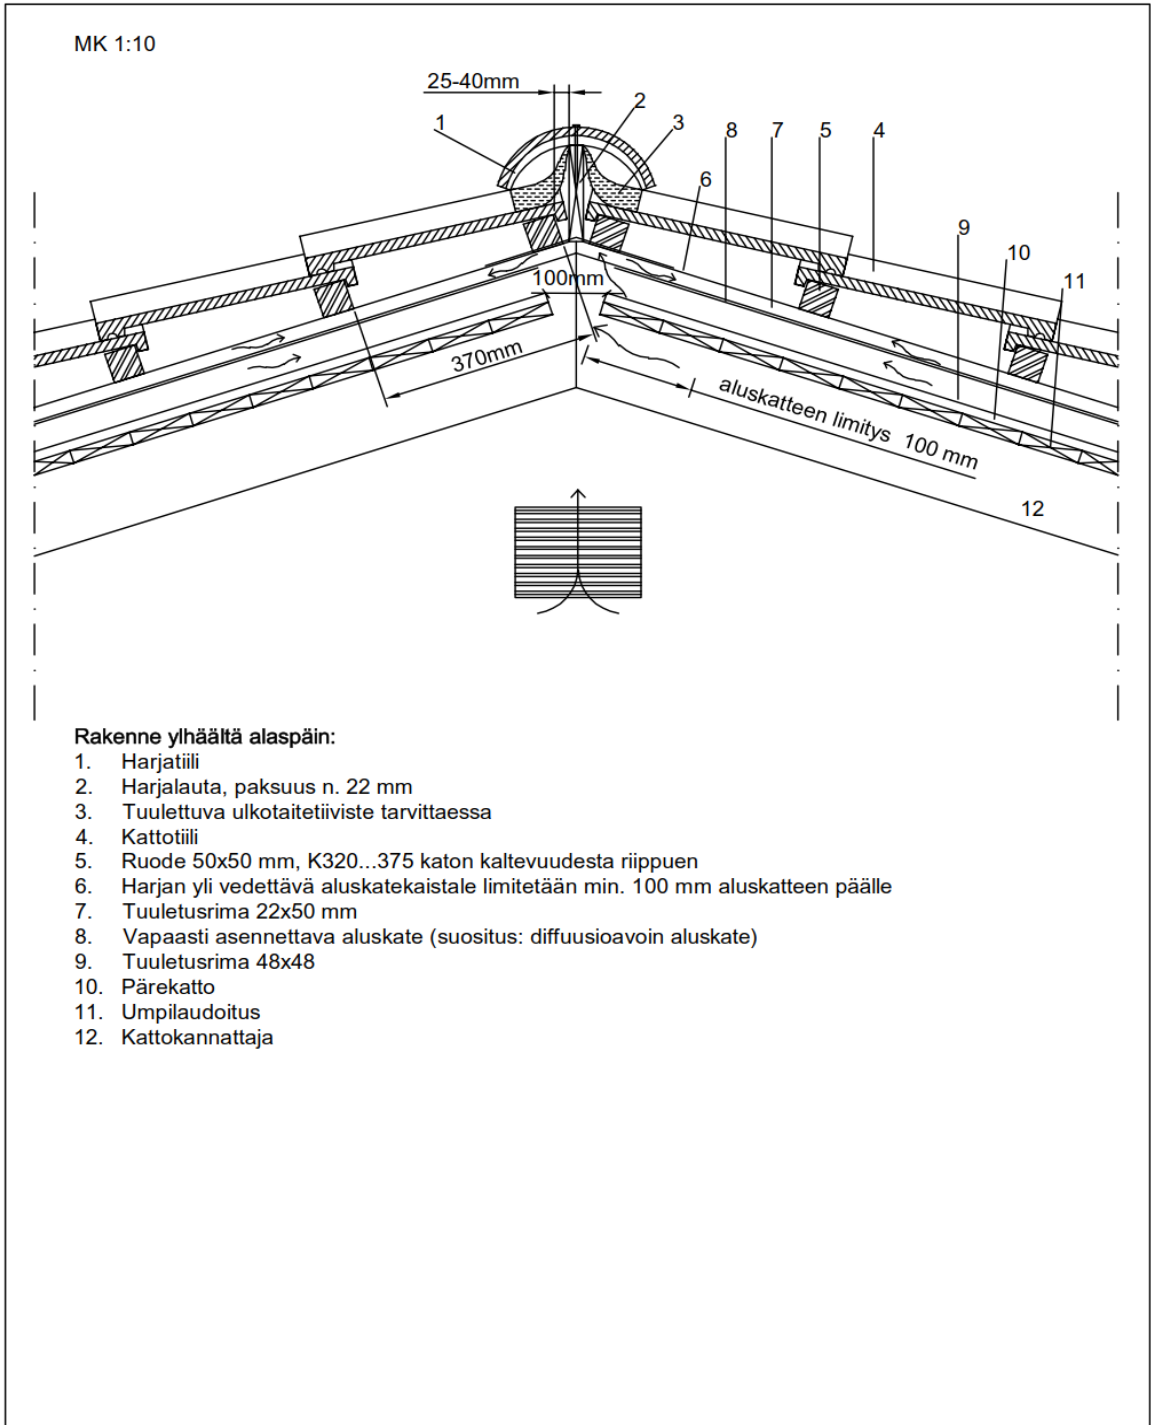 MK 1:10
25-40mm
1
2
3
8
7
5
4
6
9
10
11
100mm
370mm
aluskatteen limitys 100 mm
12
Rakenne ylhäältä alaspäin:
1. Harjatiili
2. Harjalauta, paksuus n. 22 mm
3. Tuulettuva ulkotaitetiiviste tarvittaessa
4. Kattotiili
5. Ruode 50x50 mm, K320...375 katon kaltevuudesta riippuen
6. Harjan yli vedettävä aluskatekaistale limitetään min. 100 mm aluskatteen päälle
7. Tuuletusrima 22x50 mm
8. Vapaasti asennettava aluskate (suositus: diffuusioavoin aluskate)
9. Tuuletusrima 48x48
10. Pärekatto
11. Umpilaudoitus
12. Kattokannattaja